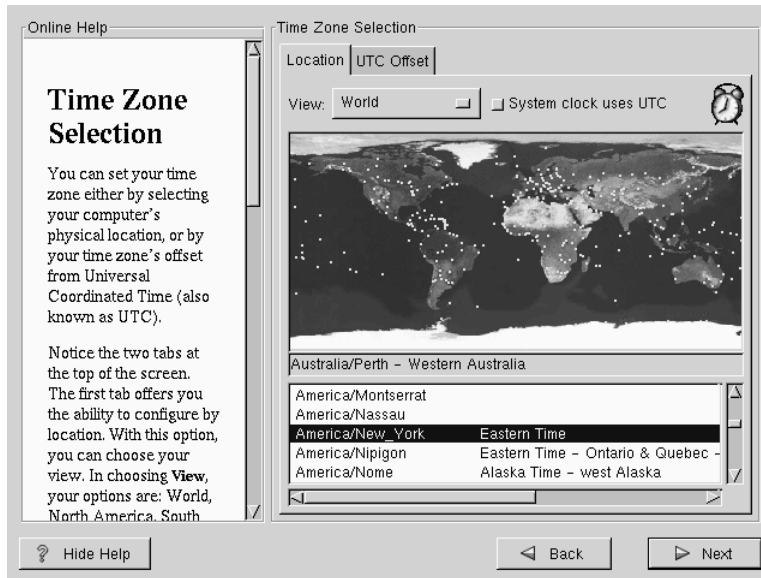 Online Help
Time Zone
Selection
You can set your time
zone either by selecting
your computer's
physical location, or by
your time zone's offset
from Universal
Coordinated Time (also
known as UTC).
Notice the two tabs at
the top of the screen.
The first tab offers you
the ability to configure by
location. With this option,
you can choose your
view. In choosing View,
your options are: World,
North America, South
Time Zone Selection
Location UTC Offset
View: World System clock uses UTC
Australia/Perth - Western Australia
America/Montserrat
America/Nassau
America/New_York Eastern Time
America/Nipigon Eastern Time - Ontario & Quebec -
America/Nome Alaska Time - west Alaska
Hide Help Back Next